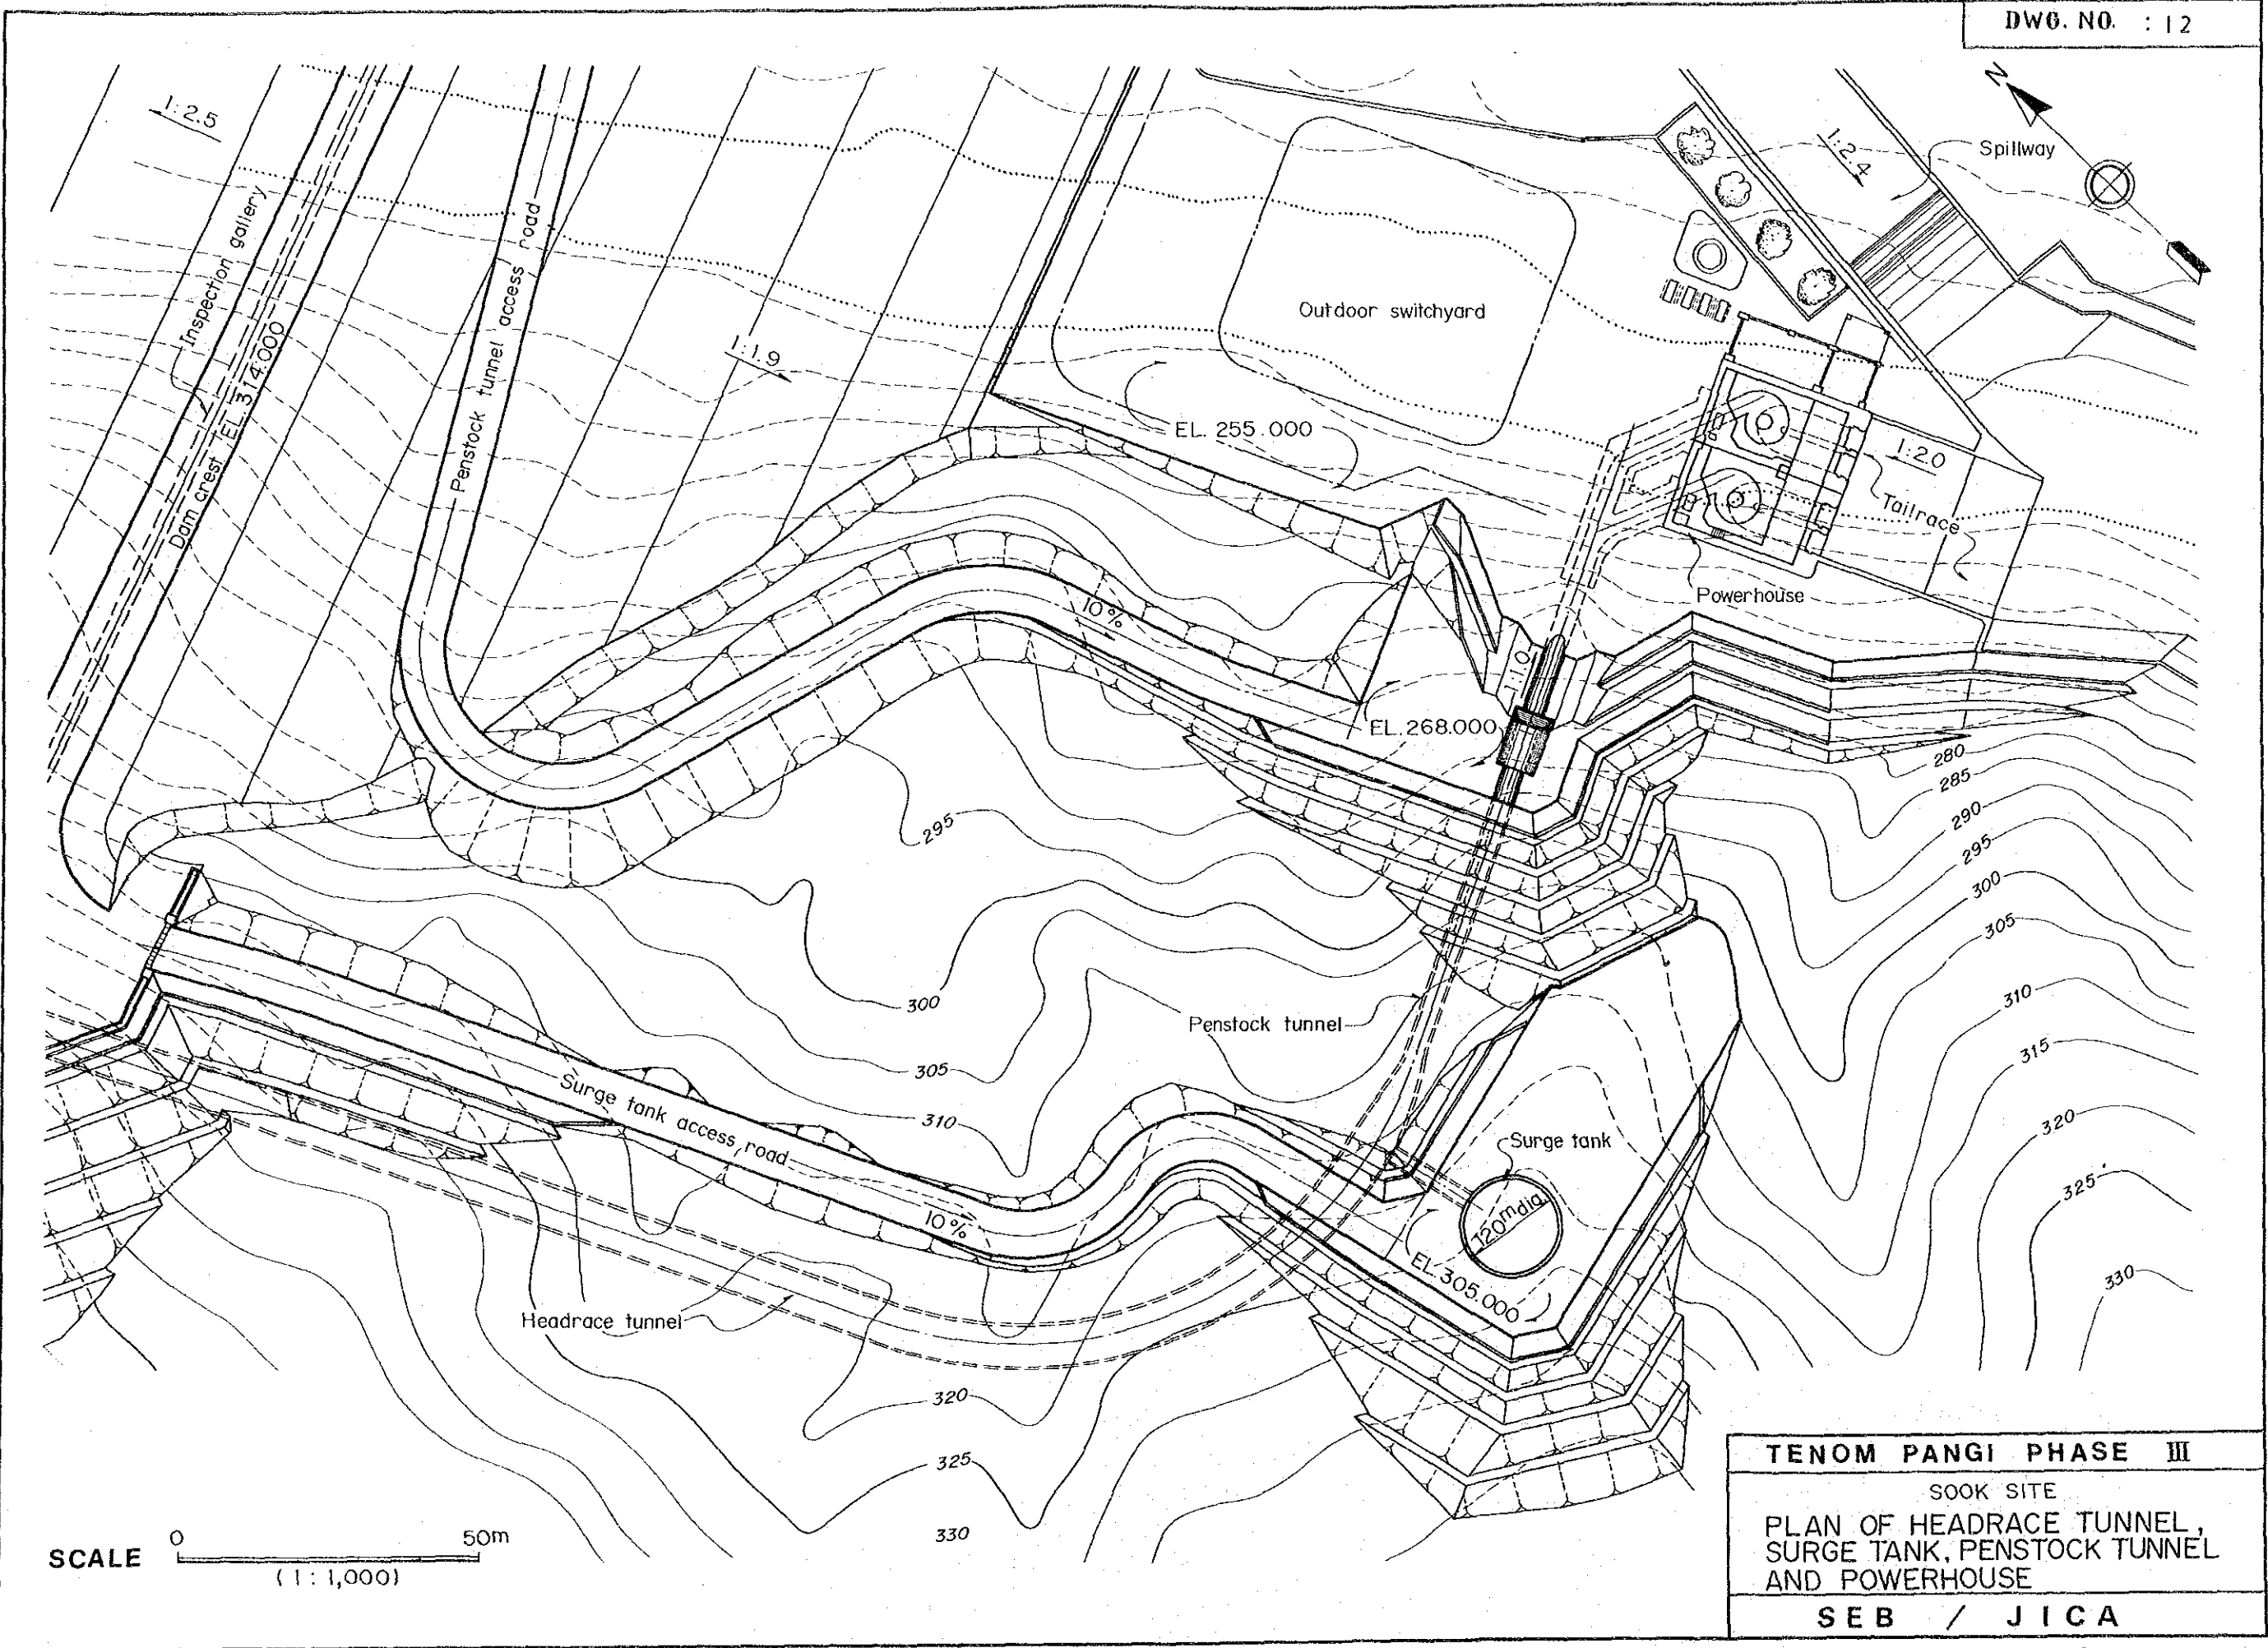 DWG. NO. : 12
N
1:2.5
Inspection gallery
Dam crest EL. 314.000
Penstock tunnel access road
1:1.9
Outdoor switchyard
EL. 255.000
1:2.4
Spillway
1:2.0
Tailrace
Powerhouse
10%
1:1.0
EL. 268.000
280
285
290
295
300
305
310
315
320
325
330
295
300
305
310
Penstock tunnel
Surge tank access road
10%
Surge tank
EL. 305.000
Headrace tunnel
320
325
330
SCALE 0 50m
(1:1,000)
TENOM PANGI PHASE III
SOOK SITE
PLAN OF HEADRACE TUNNEL,
SURGE TANK, PENSTOCK TUNNEL
AND POWERHOUSE
SEB / JICA